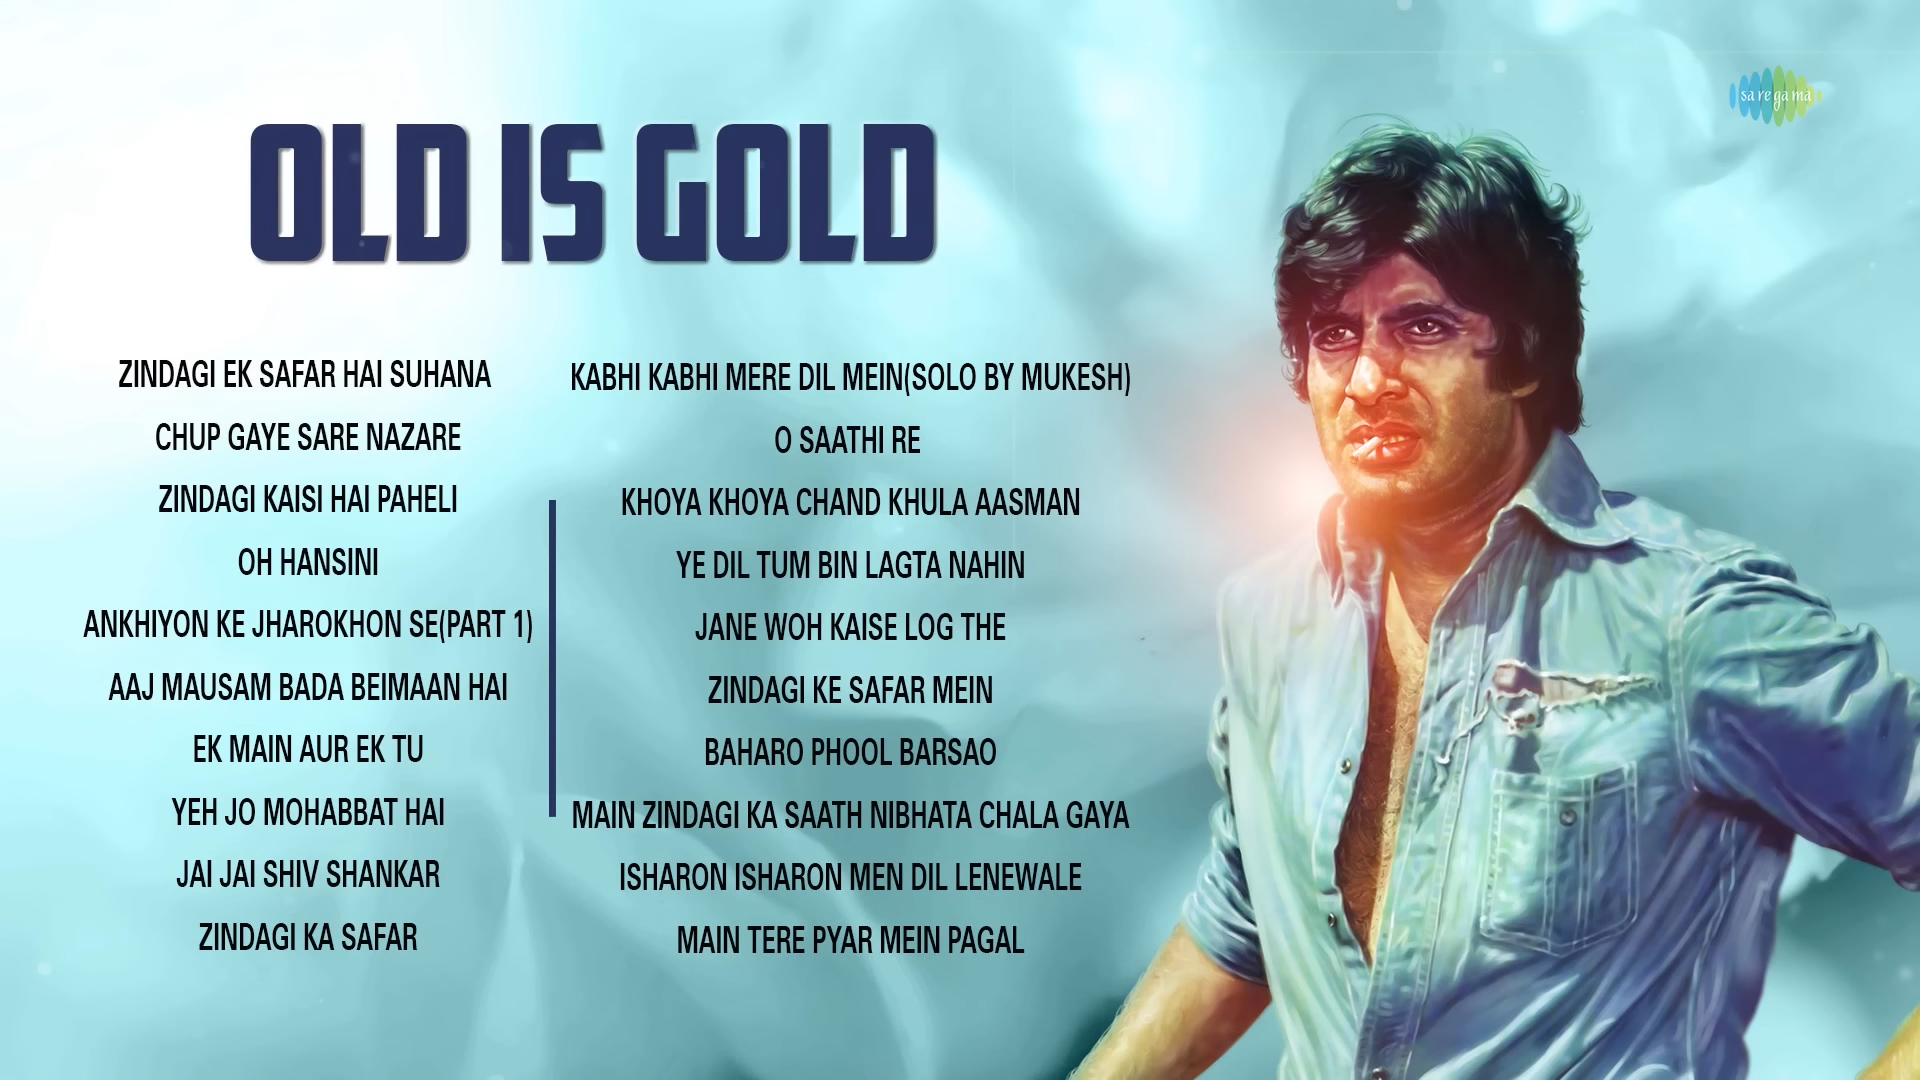 sa re ga ma
OLD IS GOLD
ZINDAGI EK SAFAR HAI SUHANA
CHUP GAYE SARE NAZARE
ZINDAGI KAISI HAI PAHELI
OH HANSINI
ANKHIYON KE JHAROKHON SE(PART 1)
AAJ MAUSAM BADA BEIMAAN HAI
EK MAIN AUR EK TU
YEH JO MOHABBAT HAI
JAI JAI SHIV SHANKAR
ZINDAGI KA SAFAR
KABHI KABHI MERE DIL MEIN(SOLO BY MUKESH)
O SAATHI RE
KHOYA KHOYA CHAND KHULA AASMAN
YE DIL TUM BIN LAGTA NAHIN
JANE WOH KAISE LOG THE
ZINDAGI KE SAFAR MEIN
BAHARO PHOOL BARSAO
MAIN ZINDAGI KA SAATH NIBHATA CHALA GAYA
ISHARON ISHARON MEN DIL LENEWALE
MAIN TERE PYAR MEIN PAGAL